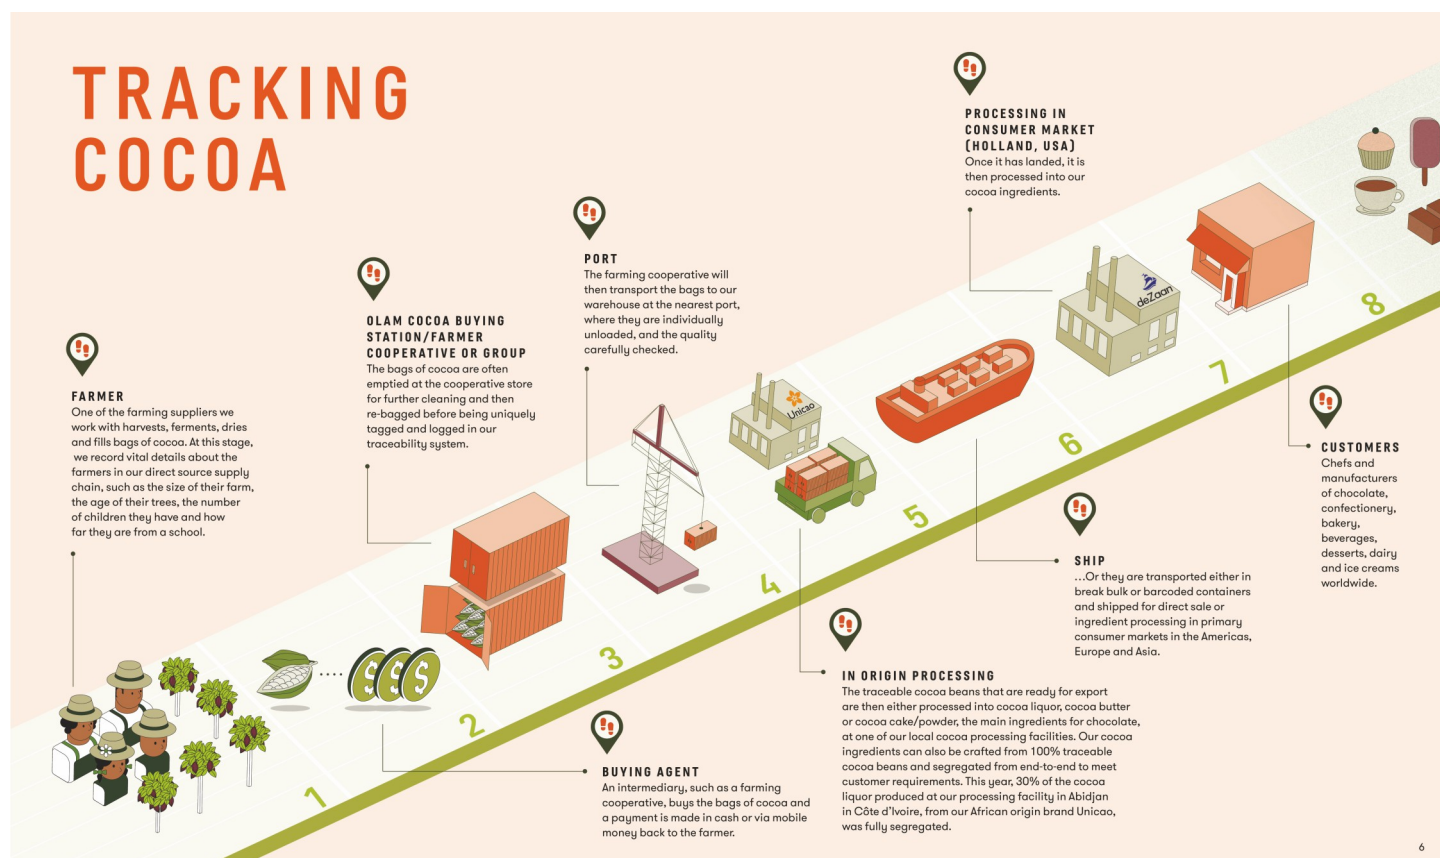 TRACKING
COCOA
FARMER
One of the farming suppliers we
work with harvests, ferments, dries
and fills bags of cocoa. At this stage,
we record vital details about the
farmers in our direct source supply
chain, such as the size of their farm,
the age of their trees, the number
of children they have and how
far they are from a school.
1
BUYING AGENT
An intermediary, such as a farming
cooperative, buys the bags of cocoa and
a payment is made in cash or via mobile
money back to the farmer.
$ $ $
2
OLAM COCOA BUYING
STATION/FARMER
COOPERATIVE OR GROUP
The bags of cocoa are often
emptied at the cooperative store
for further cleaning and then
re-bagged before being uniquely
tagged and logged in our
traceability system.
3
PORT
The farming cooperative will
then transport the bags to our
warehouse at the nearest port,
where they are individually
unloaded, and the quality
carefully checked.
4
IN ORIGIN PROCESSING
The traceable cocoa beans that are ready for export
are then either processed into cocoa liquor, cocoa butter
or cocoa cake/powder, the main ingredients for chocolate,
at one of our local cocoa processing facilities. Our cocoa
ingredients can also be crafted from 100% traceable
cocoa beans and segregated from end-to-end to meet
customer requirements. This year, 30% of the cocoa
liquor produced at our processing facility in Abidjan
in Côte d'Ivoire, from our African origin brand Unicao,
was fully segregated.
Unicao
5
SHIP
...Or they are transported either in
break bulk or barcoded containers
and shipped for direct sale or
ingredient processing in primary
consumer markets in the Americas,
Europe and Asia.
6
PROCESSING IN
CONSUMER MARKET
(HOLLAND, USA)
Once it has landed, it is
then processed into our
cocoa ingredients.
deZaan
7
CUSTOMERS
Chefs and
manufacturers
of chocolate,
confectionery,
bakery,
beverages,
desserts, dairy
and ice creams
worldwide.
8
6